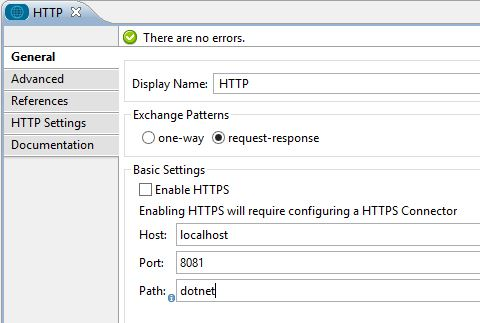 HTTP
There are no errors.
General
Advanced
References
HTTP Settings
Documentation
Display Name: HTTP
Exchange Patterns
one-way request-response
Basic Settings
Enable HTTPS
Enabling HTTPS will require configuring a HTTPS Connector
Host: localhost
Port: 8081
Path: dotnet